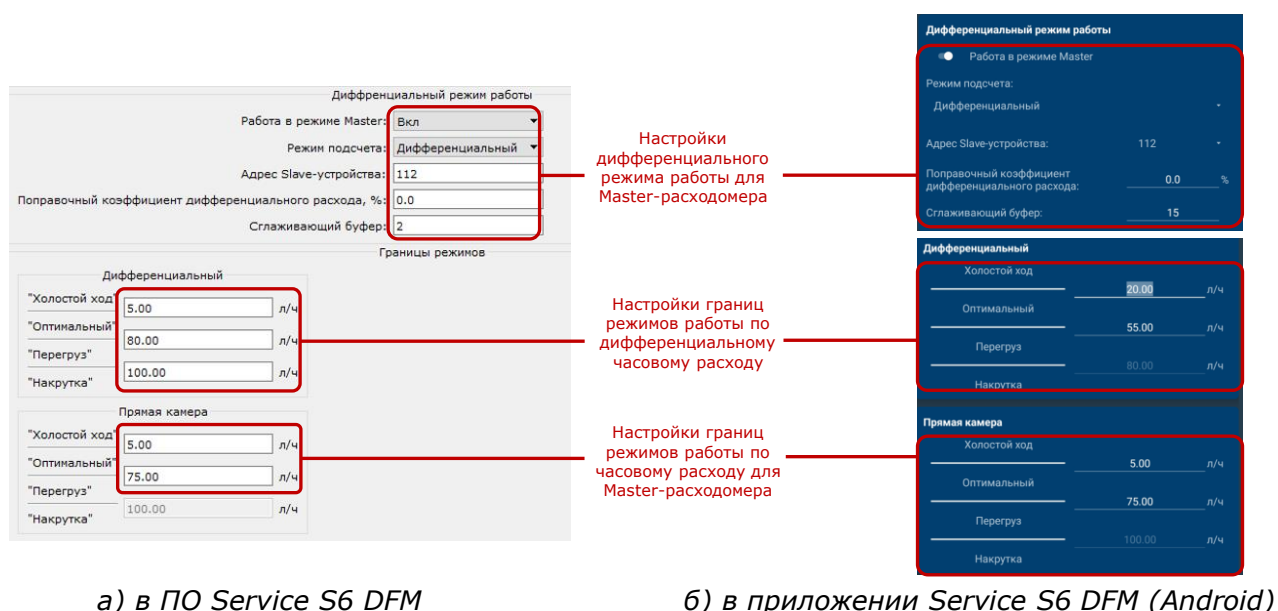 Диффренциальный режим работы
Работа в режиме Master: Вкл
Режим подсчета: Дифференциальный
Адрес Slave-устройства: 112
Поправочный коэффициент дифференциального расхода, %: 0.0
Сглаживающий буфер: 2
Границы режимов
Дифференциальный
"Холостой ход"
5.00 л/ч
"Оптимальный"
80.00 л/ч
"Перегруз"
100.00 л/ч
"Накрутка"
Прямая камера
"Холостой ход"
5.00 л/ч
"Оптимальный"
75.00 л/ч
"Перегруз"
100.00 л/ч
"Накрутка"
Настройки
дифференциального
режима работы для
Master-расходомера
Настройки границ
режимов работы по
дифференциальному
часовому расходу
Настройки границ
режимов работы по
часовому расходу для
Master-расходомера
Дифференциальный режим работы
Работа в режиме Master
Режим подсчета:
Дифференциальный
Адрес Slave-устройства: 112
Поправочный коэффициент
дифференциального расхода: 0.0 %
Сглаживающий буфер: 15
Дифференциальный
Холостой ход
20.00 л/ч
Оптимальный
55.00 л/ч
Перегруз
80.00 л/ч
Накрутка
Прямая камера
Холостой ход
5.00 л/ч
Оптимальный
75.00 л/ч
Перегруз
100.00 л/ч
Накрутка
а) в ПО Service S6 DFM
б) в приложении Service S6 DFM (Android)